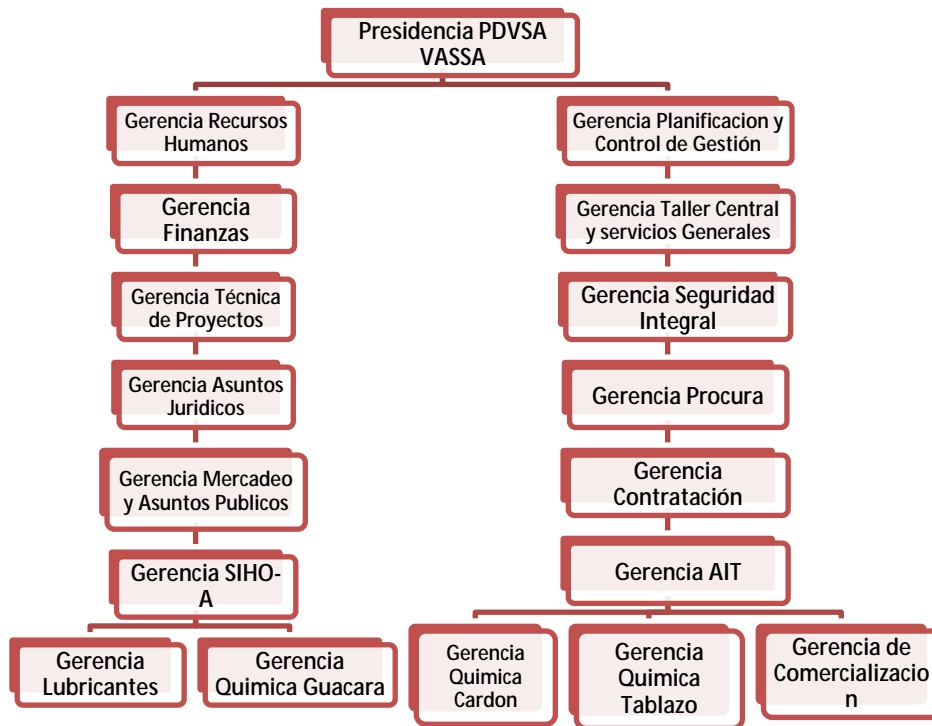 Presidencia PDVSA
VASSA
Gerencia Recursos
Humanos
Gerencia Planificacion y
Control de Gestión
Gerencia
Finanzas
Gerencia Taller Central
y servicios Generales
Gerencia Técnica
de Proyectos
Gerencia Seguridad
Integral
Gerencia Asuntos
Juridicos
Gerencia Procura
Gerencia Mercadeo
y Asuntos Publicos
Gerencia
Contratación
Gerencia SIHO-
A
Gerencia AIT
Gerencia
Lubricantes
Gerencia
Quimica Guacara
Gerencia
Quimica
Cardon
Gerencia
Quimica
Tablazo
Gerencia de
Comercializacio
n